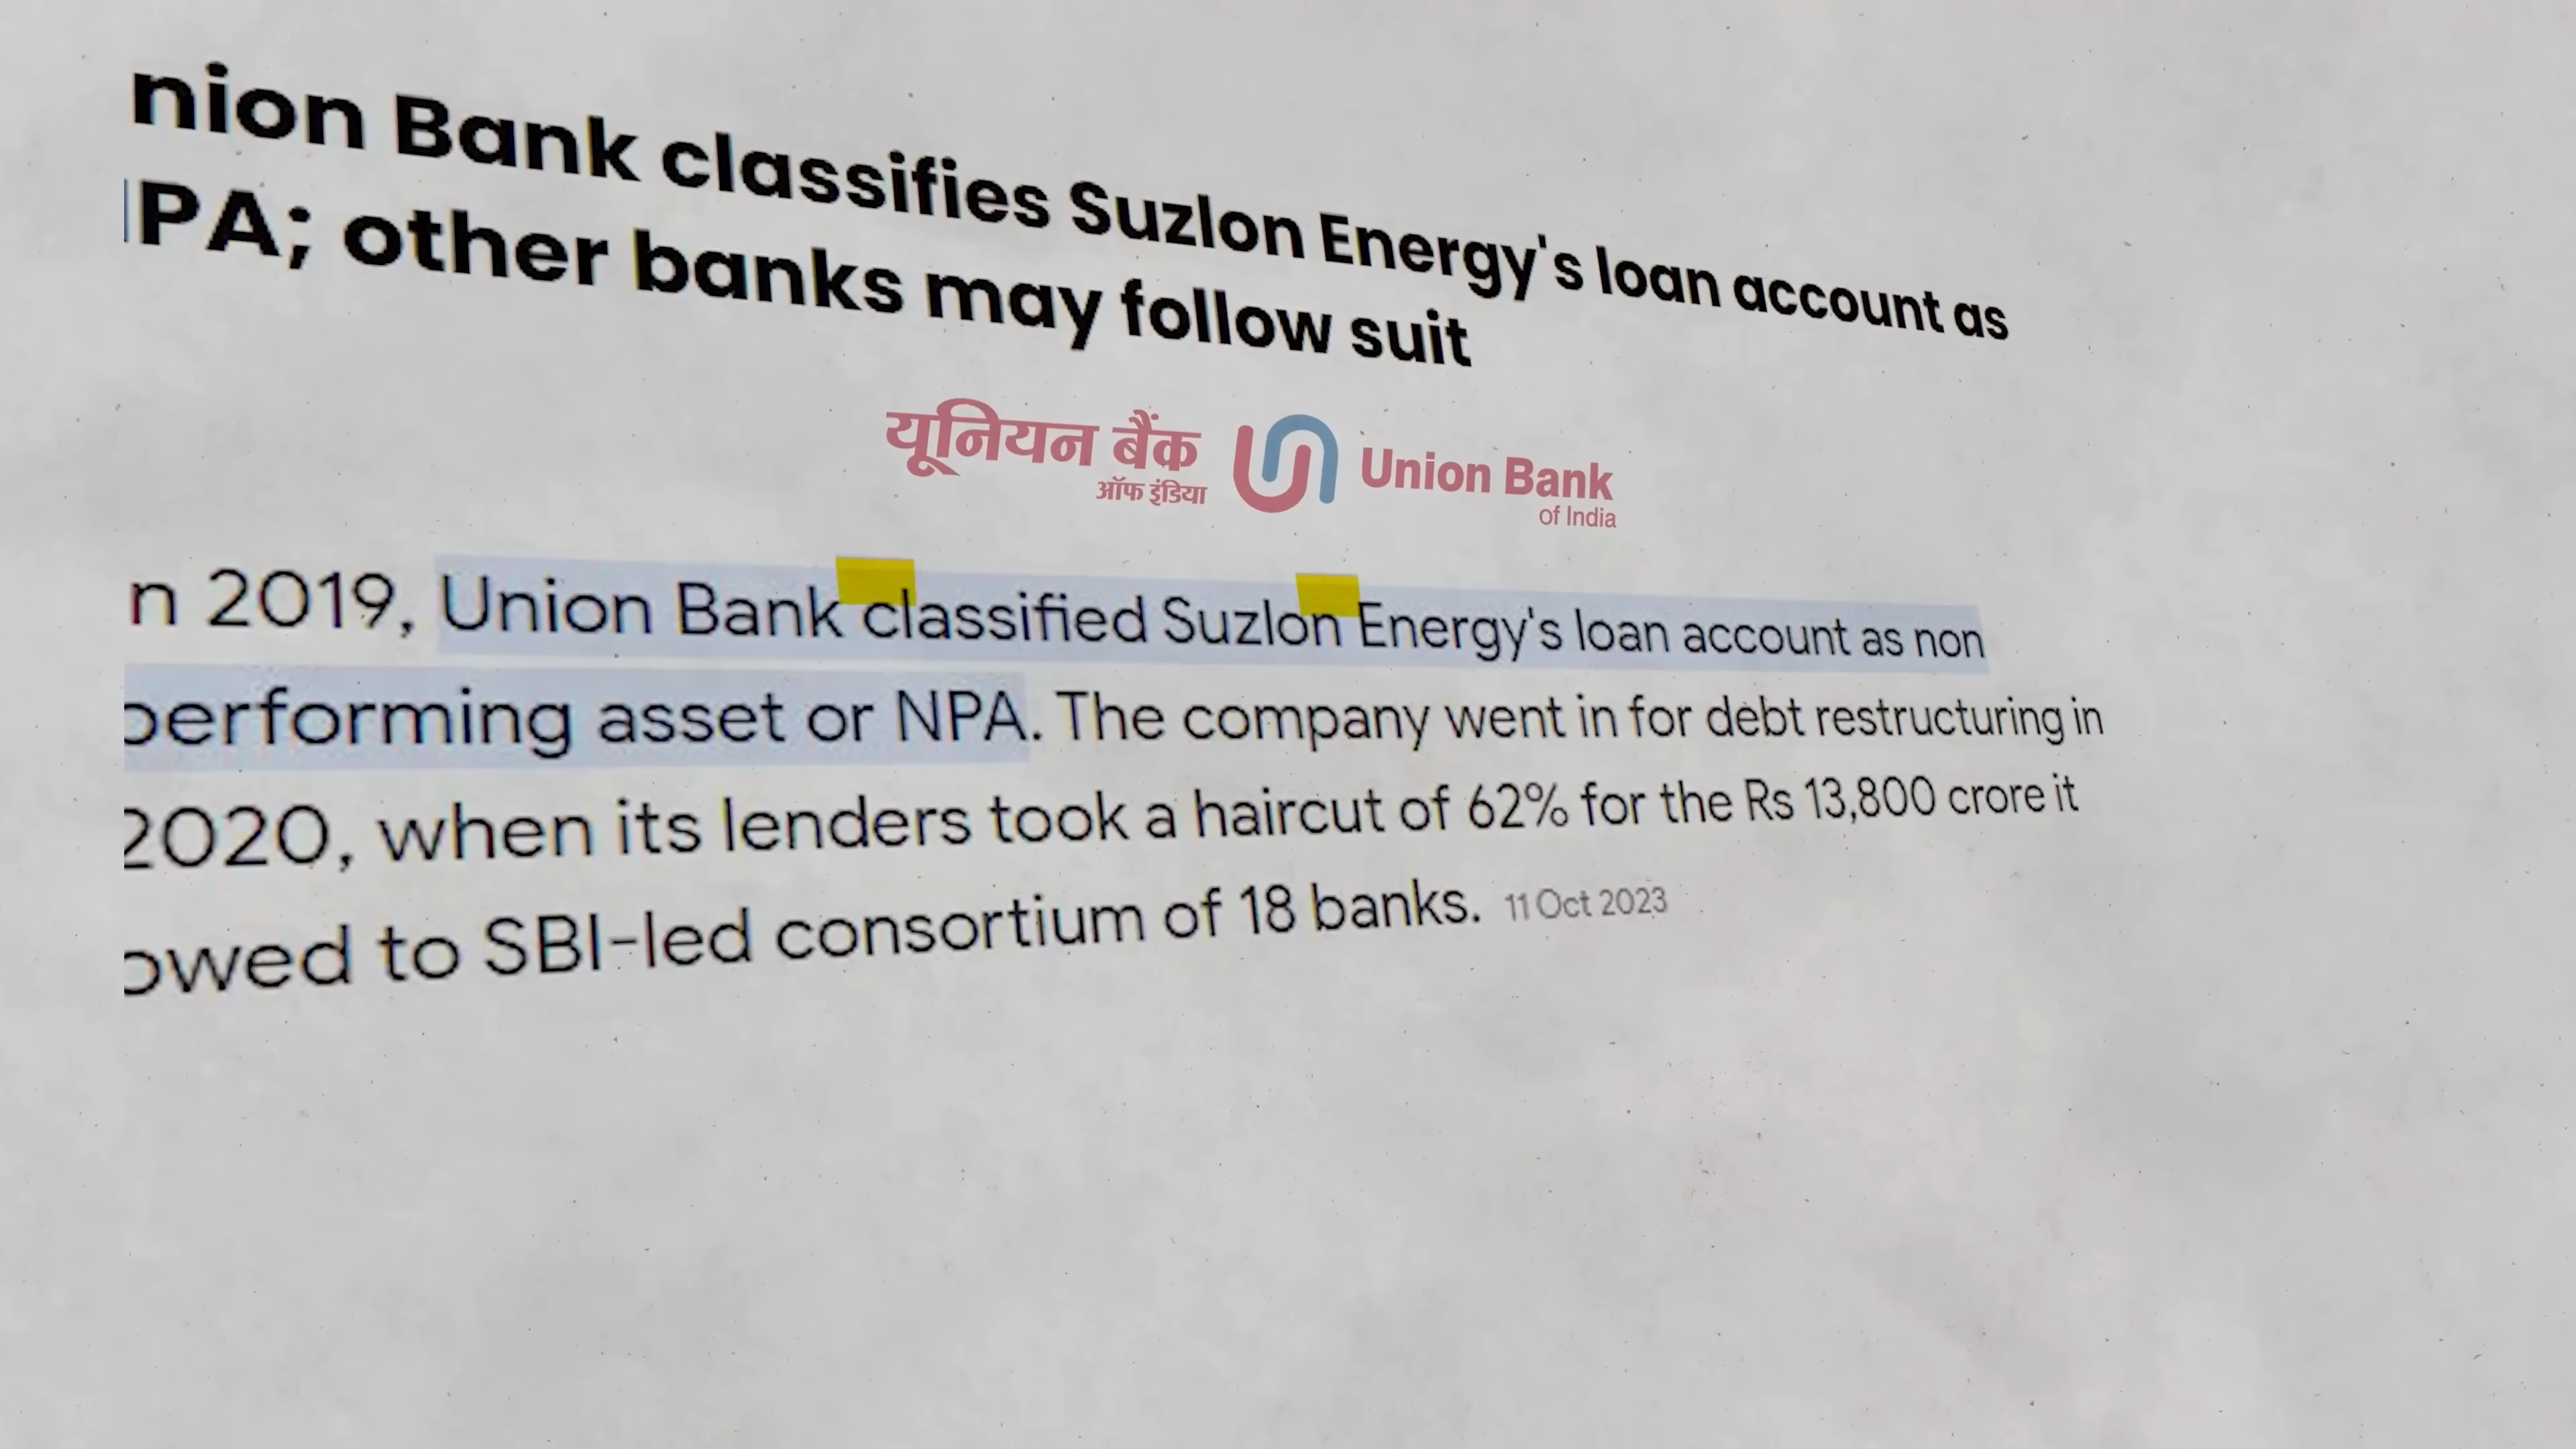 nion Bank classifies Suzlon Energy's loan account as
PA; other banks may follow suit
यूनियन बैंक
ऑफ इंडिया
Union Bank
of India
n 2019, Union Bank classified Suzlon Energy's loan account as non
performing asset or NPA. The company went in for debt restructuring in
2020, when its lenders took a haircut of 62% for the Rs 13,800 crore it
owed to SBI-led consortium of 18 banks. 11 Oct 2023